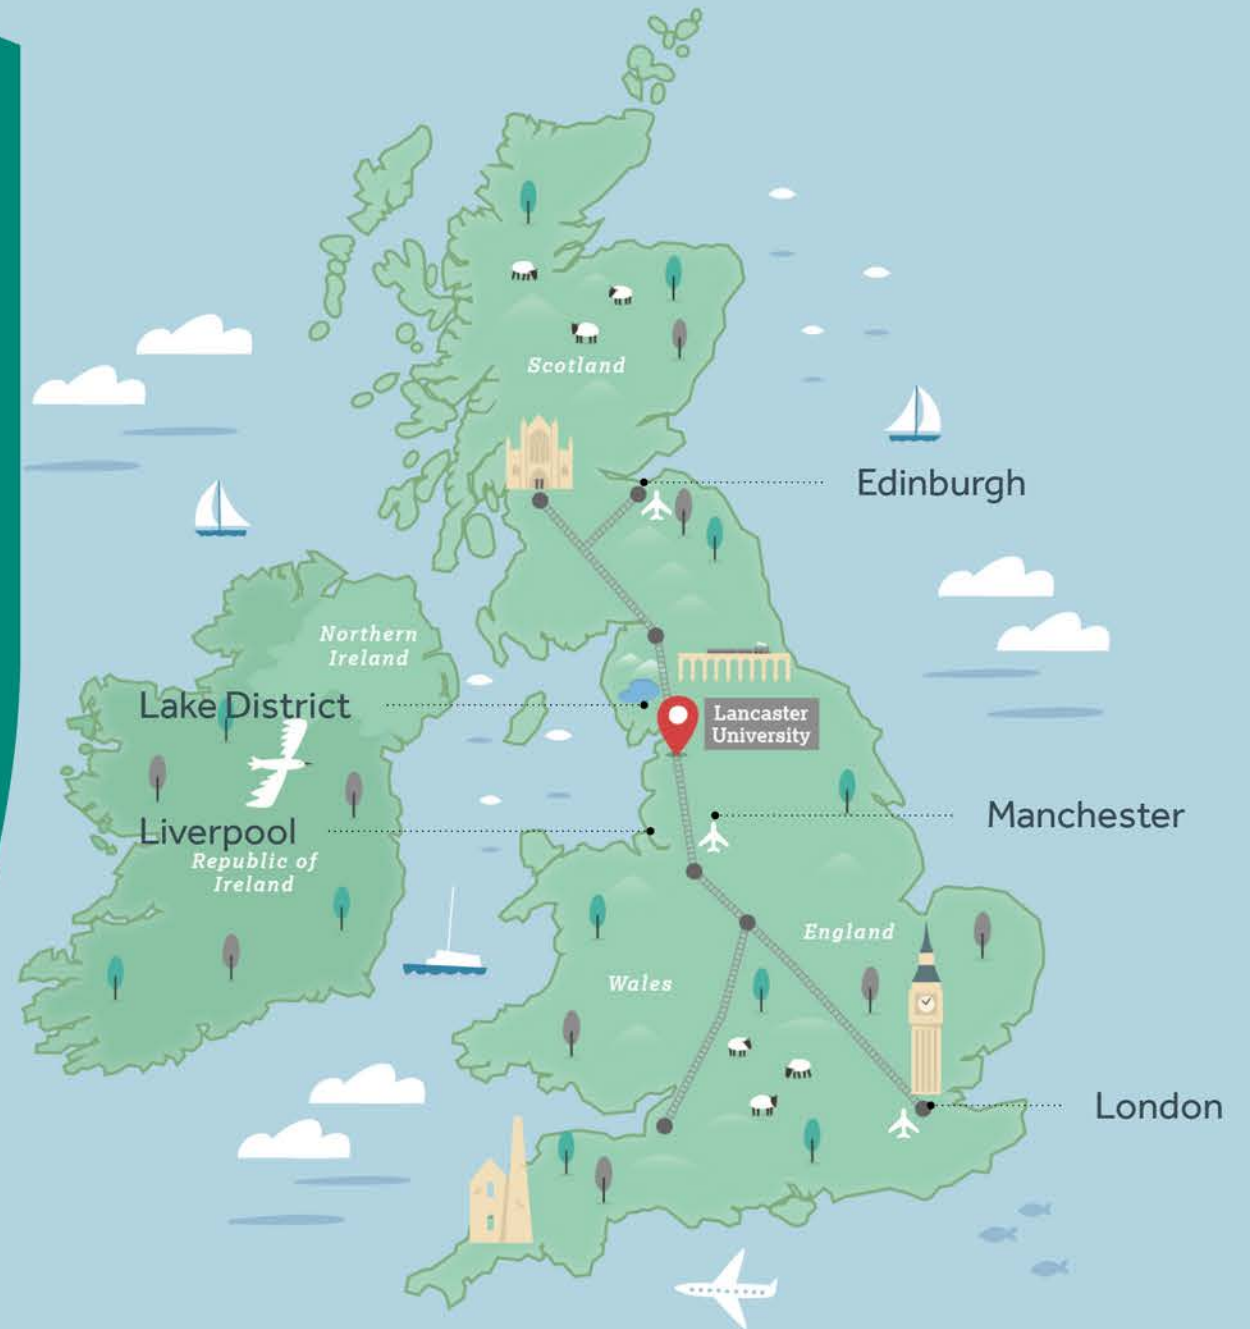 Scotland
Edinburgh
Northern
Ireland
Lake District
Lancaster
University
Liverpool
Manchester
Republic of
Ireland
England
Wales
London